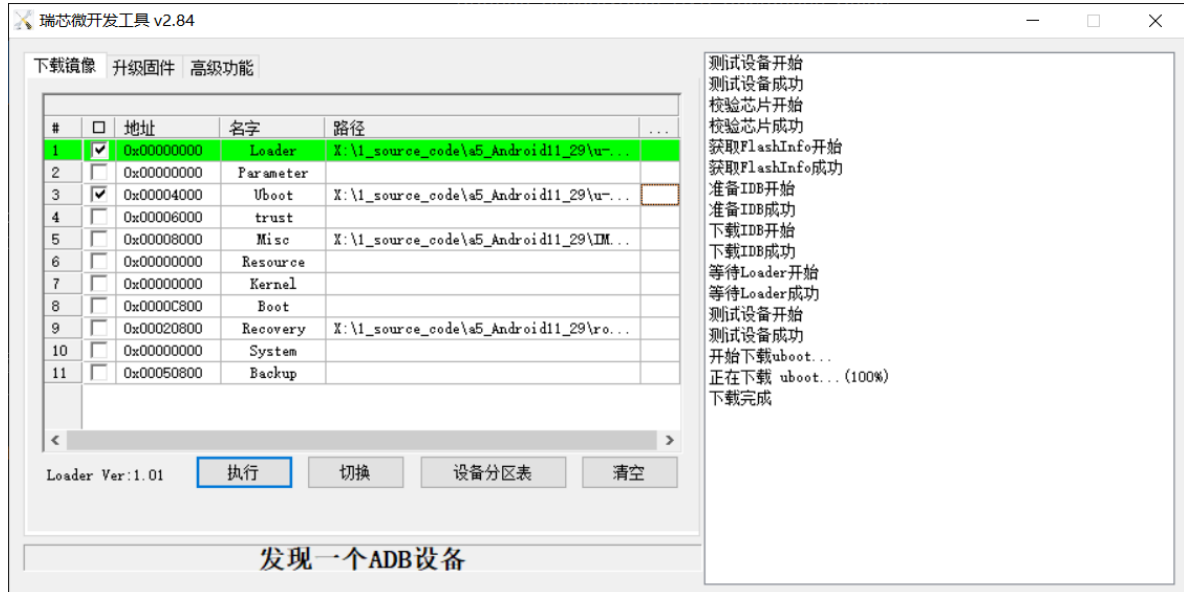 瑞芯微开发工具 v2.84
下载镜像 升级固件 高级功能
# 地址 名字 路径 ...
1 0x00000000 Loader X:\1_source_code\a5_Android11_29\u-...
2 0x00000000 Parameter
3 0x00004000 Uboot X:\1_source_code\a5_Android11_29\u-...
4 0x00006000 trust
5 0x00008000 Misc X:\1_source_code\a5_Android11_29\IM...
6 0x00000000 Resource
7 0x00000000 Kernel
8 0x0000C800 Boot
9 0x00020800 Recovery X:\1_source_code\a5_Android11_29\ro...
10 0x00000000 System
11 0x00050800 Backup
Loader Ver:1.01 执行 切换 设备分区表 清空
发现一个ADB设备
测试设备开始
测试设备成功
校验芯片开始
校验芯片成功
获取FlashInfo开始
获取FlashInfo成功
准备IDB开始
准备IDB成功
下载IDB开始
下载IDB成功
等待Loader开始
等待Loader成功
测试设备开始
测试设备成功
开始下载uboot...
正在下载 uboot...(100%)
下载完成